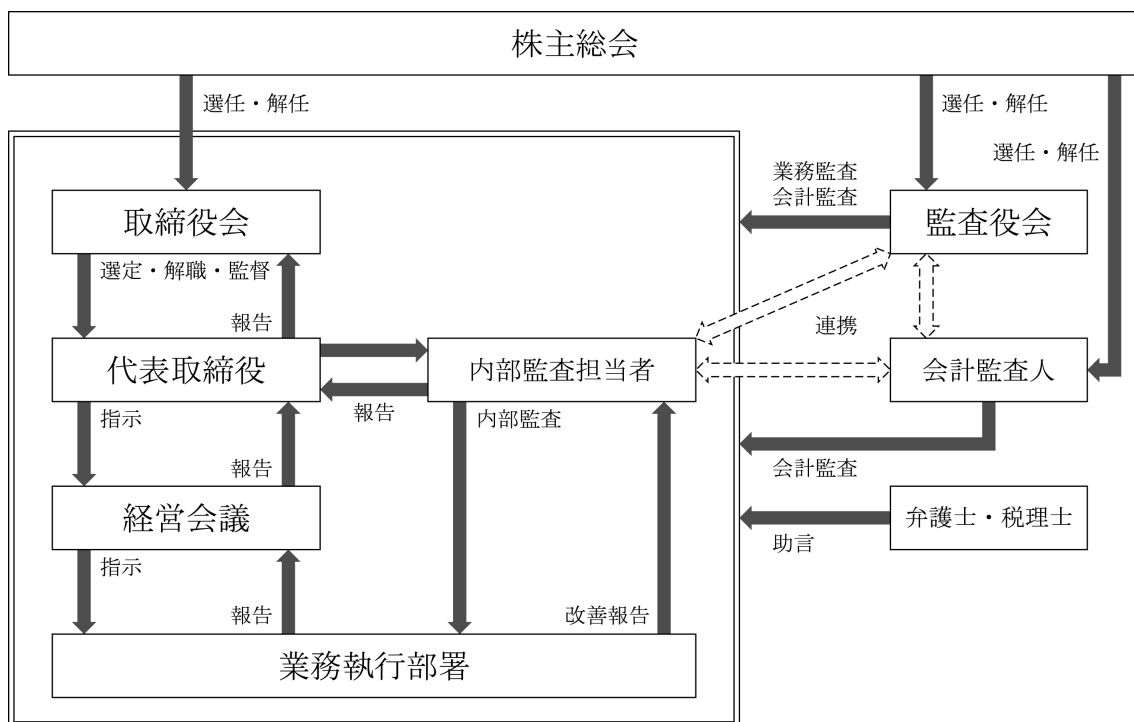 株主総会
選任・解任
選任・解任
選任・解任
業務監査
会計監査
取締役会
監査役会
選定・解職・監督
報告
連携
代表取締役
内部監査担当者
会計監査人
指示
報告
内部監査
報告
会計監査
経営会議
弁護士・税理士
指示
助言
報告
改善報告
業務執行部署